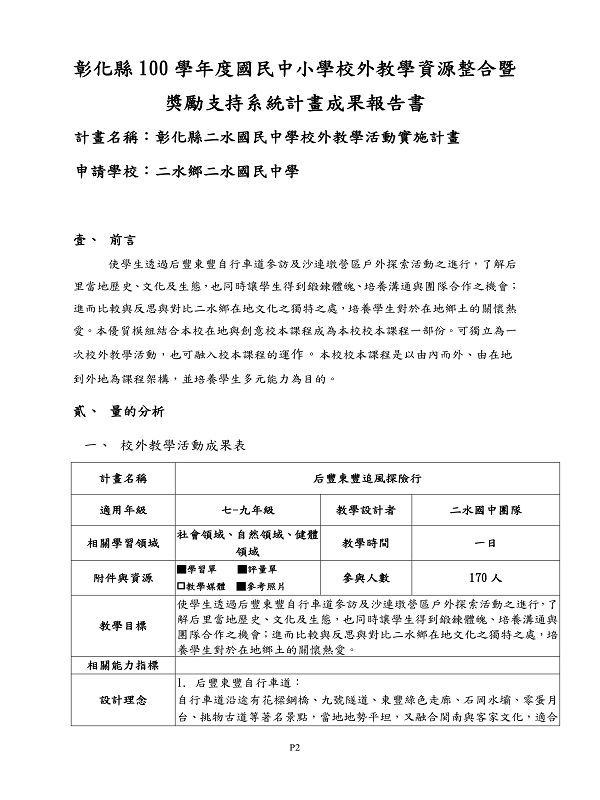 彰化縣 100 學年度國民中小學校外教學資源整合暨
獎勵支持系統計畫成果報告書
計畫名稱：彰化縣二水國民中學校外教學活動實施計畫
申請學校：二水鄉二水國民中學
壹、 前言
使學生透過后豐東豐自行車道參訪及沙連墩營區戶外探索活動之進行，了解后
里當地歷史、文化及生態，也同時讓學生得到鍛鍊體魄、培養溝通與團隊合作之機會；
進而比較與反思與對比二水鄉在地文化之獨特之處，培養學生對於在地鄉土的關懷熱
愛。本優質模組結合本校在地與創意校本課程成為本校校本課程一部份。可獨立為一
次校外教學活動，也可融入校本課程的運作。本校校本課程是以由內而外、由在地
到外地為課程架構，並培養學生多元能力為目的。
貳、 量的分析
一、 校外教學活動成果表
計畫名稱 后豐東豐追風探險行
適用年級 七-九年級 教學設計者 二水國中團隊
相關學習領域 社會領域、自然領域、健體
領域 教學時間 一日
附件與資源 ■學習單 ■評量單
□教學媒體 ■參考照片 參與人數 170 人
教學目標 使學生透過后豐東豐自行車道參訪及沙連墩營區戶外探索活動之進行，了
解后里當地歷史、文化及生態，也同時讓學生得到鍛鍊體魄、培養溝通與
團隊合作之機會；進而比較與反思與對比二水鄉在地文化之獨特之處，培
養學生對於在地鄉土的關懷熱愛。
相關能力指標
設計理念 1. 后豐東豐自行車道：
自行車道沿途有花樑鋼橋、九號隧道、東豐綠色走廊、石岡水壩、零蛋月
台、挑物古道等著名景點，當地地勢平坦，又融合閩南與客家文化，適合
P2